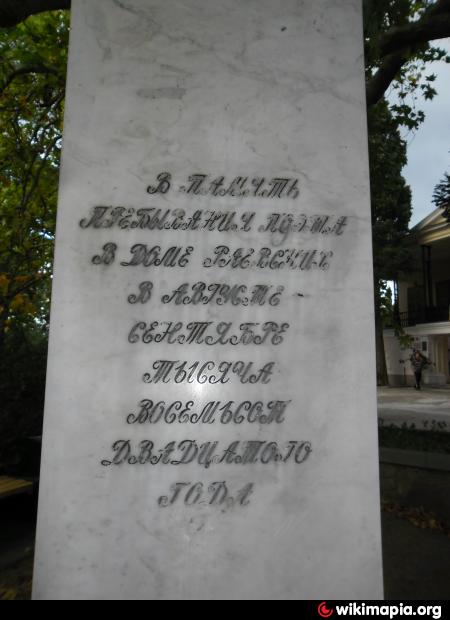 В ПАМЯТЬ
ПРЕБЫВАНИЯ ПОЭТА
В ДОМЕ РАЕВСКИХ
В АВГУСТЕ
СЕНТЯБРЕ
ТЫСЯЧА
ВОСЕМЬСОТ
ДВАДЦАТОГО
ГОДА
wikimapia.org